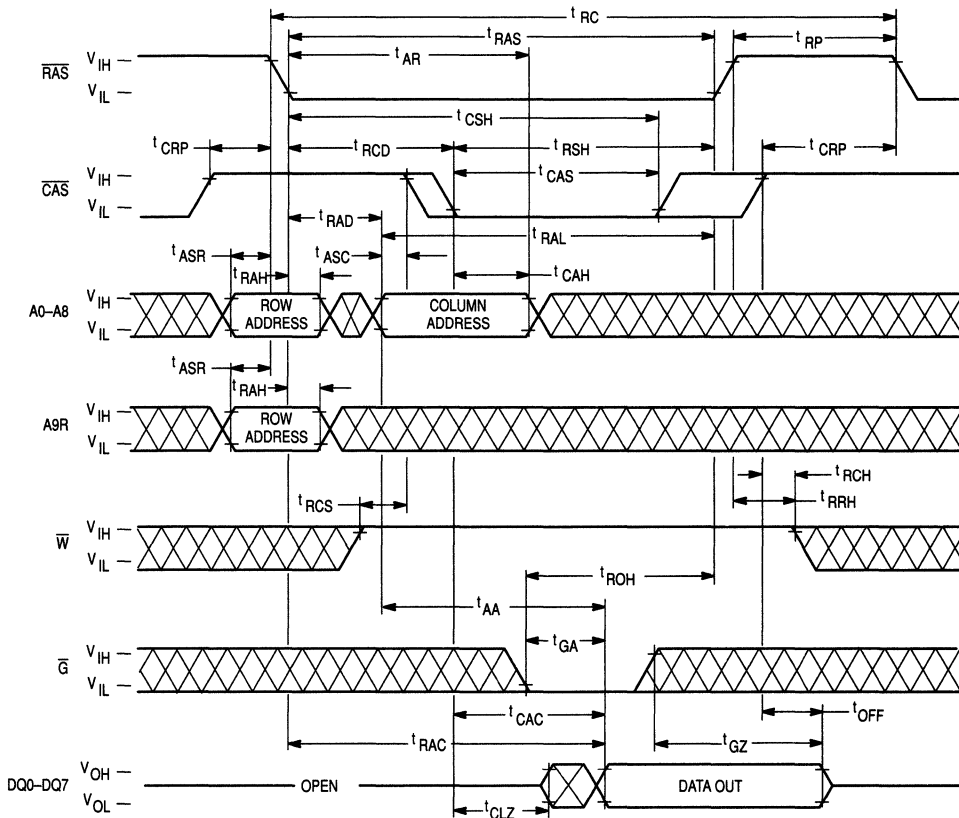 t RC
t RAS
t RP
t AR
RAS V IH
V IL
t CSH
t CRP
t RCD
t RSH
t CRP
CAS V IH
V IL
t CAS
t RAD
t RAL
t ASR
t ASC
t RAH
t CAH
A0–A8 V IH
V IL
ROW ADDRESS
COLUMN ADDRESS
t ASR
t RAH
A9R V IH
V IL
ROW ADDRESS
t RCH
t RCS
t RRH
W V IH
V IL
t ROH
t AA
t GA
G V IH
V IL
t CAC
t OFF
t RAC
t GZ
DQ0–DQ7 V OH
V OL
OPEN
DATA OUT
t CLZ